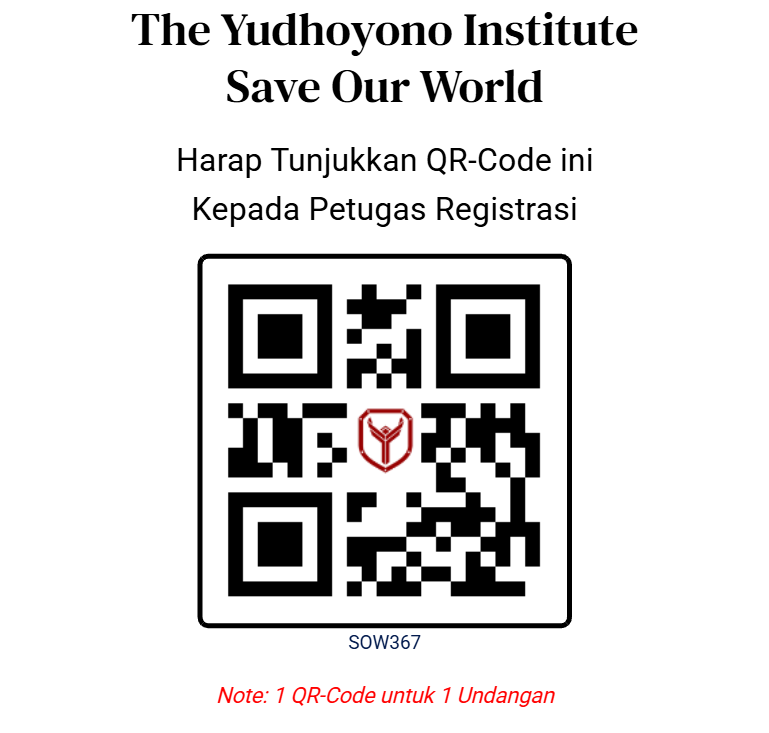 The Yudhoyono Institute
Save Our World
Harap Tunjukkan QR-Code ini
Kepada Petugas Registrasi
SOW367
Note: 1 QR-Code untuk 1 Undangan